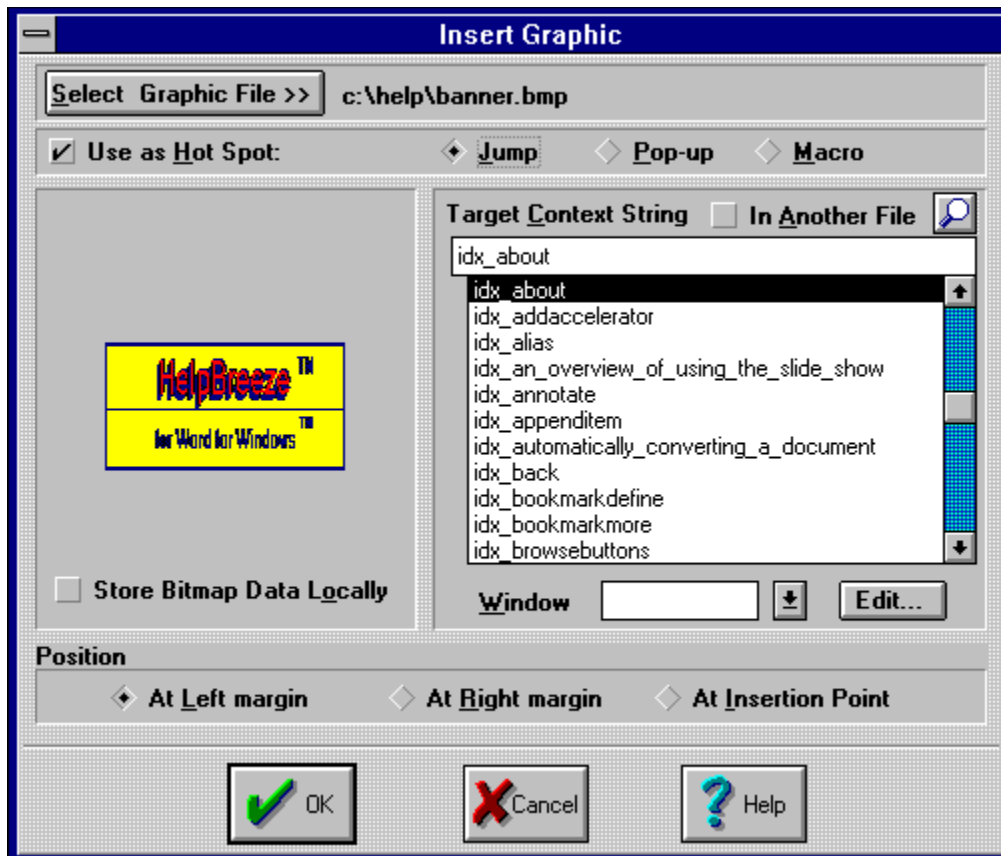 Insert Graphic
Select Graphic File >> c:\help\banner.bmp
Use as Hot Spot: Jump Pop-up Macro
HelpBreeze TM
for Word for Windows TM
Store Bitmap Data Locally
Target Context String In Another File
idx_about
idx_about
idx_addaccelerator
idx_alias
idx_an_overview_of_using_the_slide_show
idx_annotate
idx_appenditem
idx_automatically_converting_a_document
idx_back
idx_bookmarkdefine
idx_bookmarkmore
idx_browsebuttons
Window Edit...
Position
At Left margin At Right margin At Insertion Point
OK Cancel Help